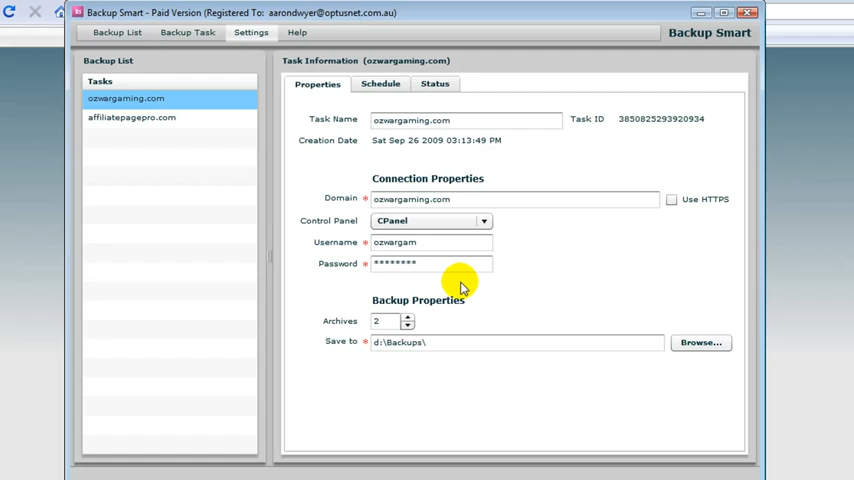 Bs Backup Smart - Paid Version (Registered To: aarondwyer@optusnet.com.au)
Backup List Backup Task Settings Help Backup Smart
Backup List
Tasks
ozwargaming.com
affiliatepagepro.com
Task Information (ozwargaming.com)
Properties Schedule Status
Task Name ozwargaming.com Task ID 3850825293920934
Creation Date Sat Sep 26 2009 03:13:49 PM
Connection Properties
Domain * ozwargaming.com Use HTTPS
Control Panel CPanel
Username * ozwargam
Password * ********
Backup Properties
Archives 2
Save to * d:\Backups\ Browse...